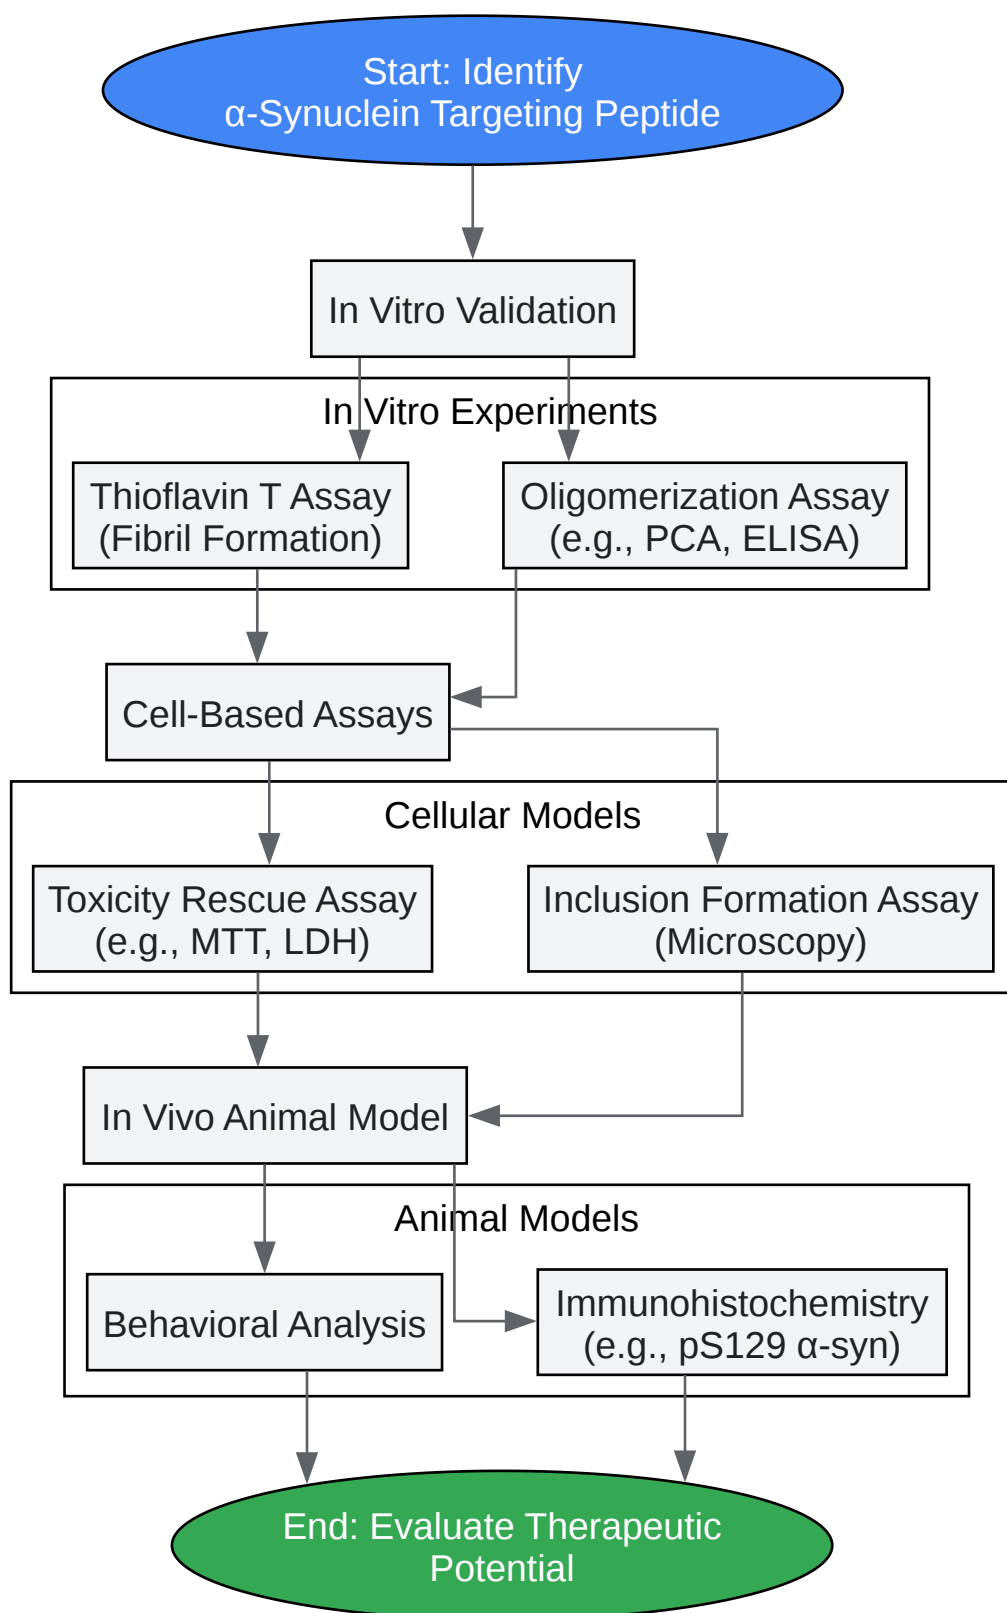 Start: Identify
α-Synuclein Targeting Peptide
In Vitro Validation
In Vitro Experiments
Thioflavin T Assay
(Fibril Formation)
Oligomerization Assay
(e.g., PCA, ELISA)
Cell-Based Assays
Cellular Models
Toxicity Rescue Assay
(e.g., MTT, LDH)
Inclusion Formation Assay
(Microscopy)
In Vivo Animal Model
Animal Models
Behavioral Analysis
Immunohistochemistry
(e.g., pS129 α-syn)
End: Evaluate Therapeutic
Potential